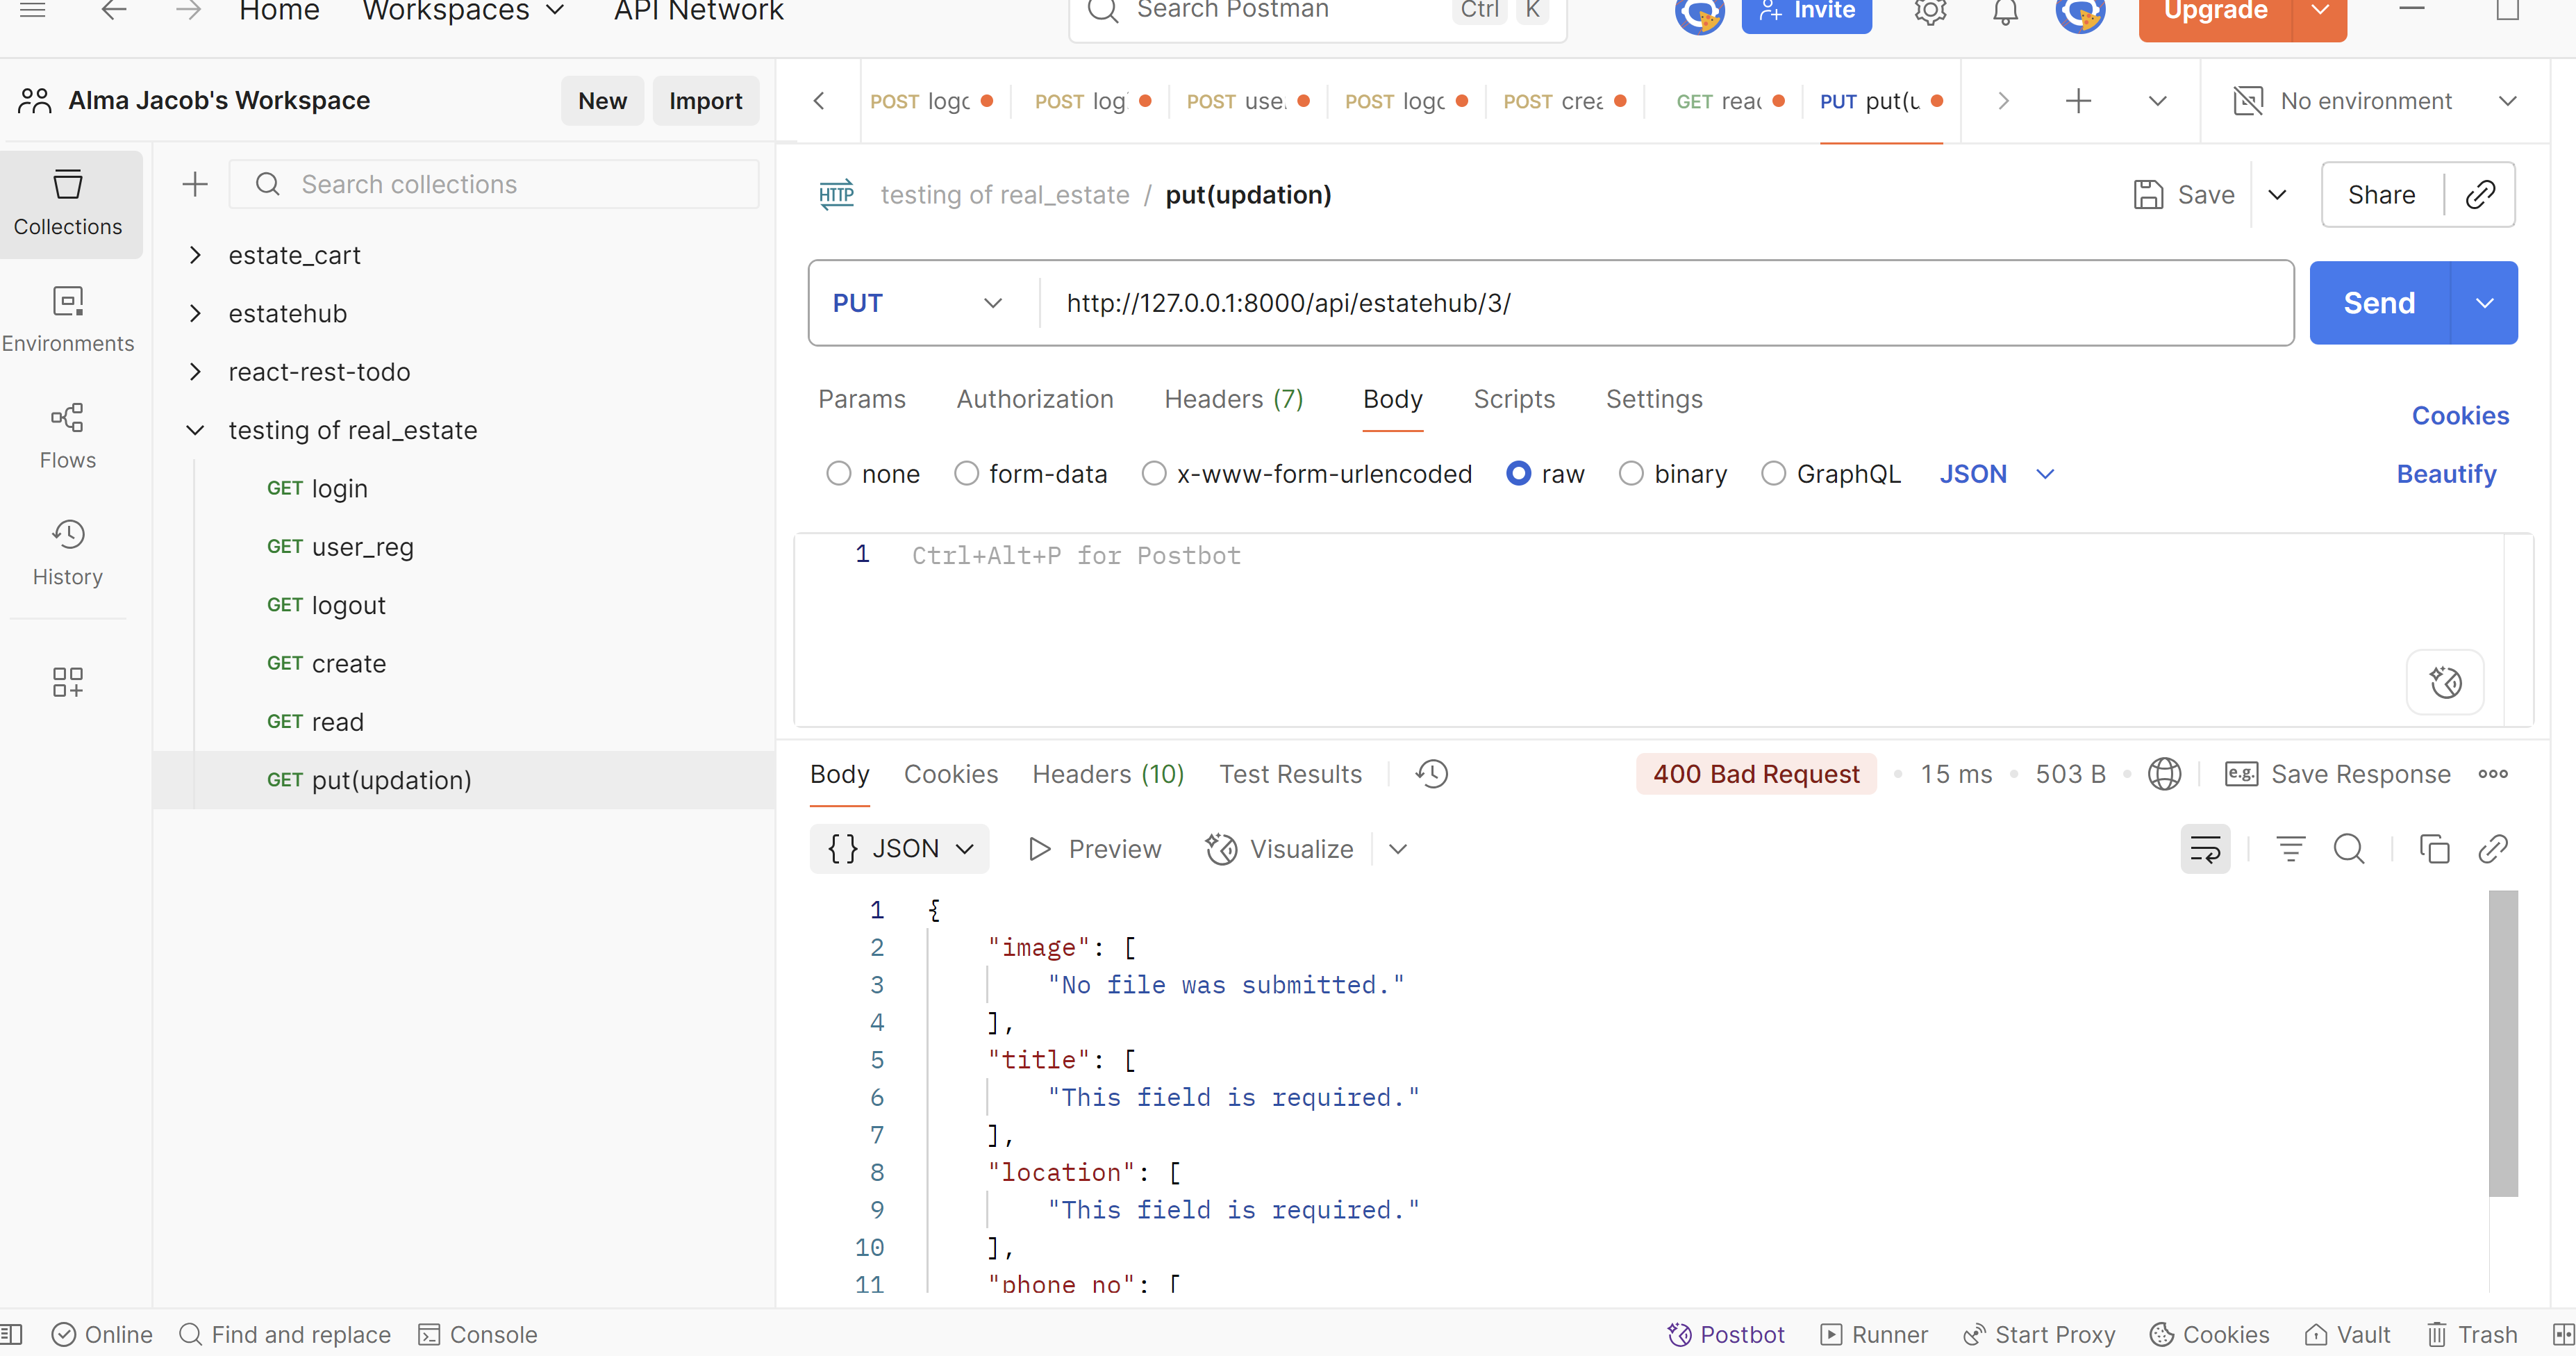 Home Workspaces API Network Search Postman Ctrl K Invite Upgrade
Alma Jacob's Workspace New Import
POST POST POST use. POST POST GET PUT put(u No environment
Collections
Environments
Flows
History
Search collections
estate_cart
estatehub
react-rest-todo
testing of real_estate
GET login
GET user_reg
GET logout
GET create
GET read
GET put(updation)
HTTP testing of real_estate / put(updation) Save Share
PUT http://127.0.0.1:8000/api/estatehub/3/ Send
Params Authorization Headers (7) Body Scripts Settings Cookies
none form-data x-www-form-urlencoded raw binary GraphQL JSON Beautify
1 Ctrl+Alt+P for Postbot
Body Cookies Headers (10) Test Results 400 Bad Request 15 ms 503 B e.g. Save Response
{} JSON Preview Visualize
1 {
2 "image": [
3 "No file was submitted."
4 ],
5 "title": [
6 "This field is required."
7 ],
8 "location": [
9 "This field is required."
10 ],
11 "phone_no": [
Online Find and replace Console Postbot Runner Start Proxy Cookies Vault Trash